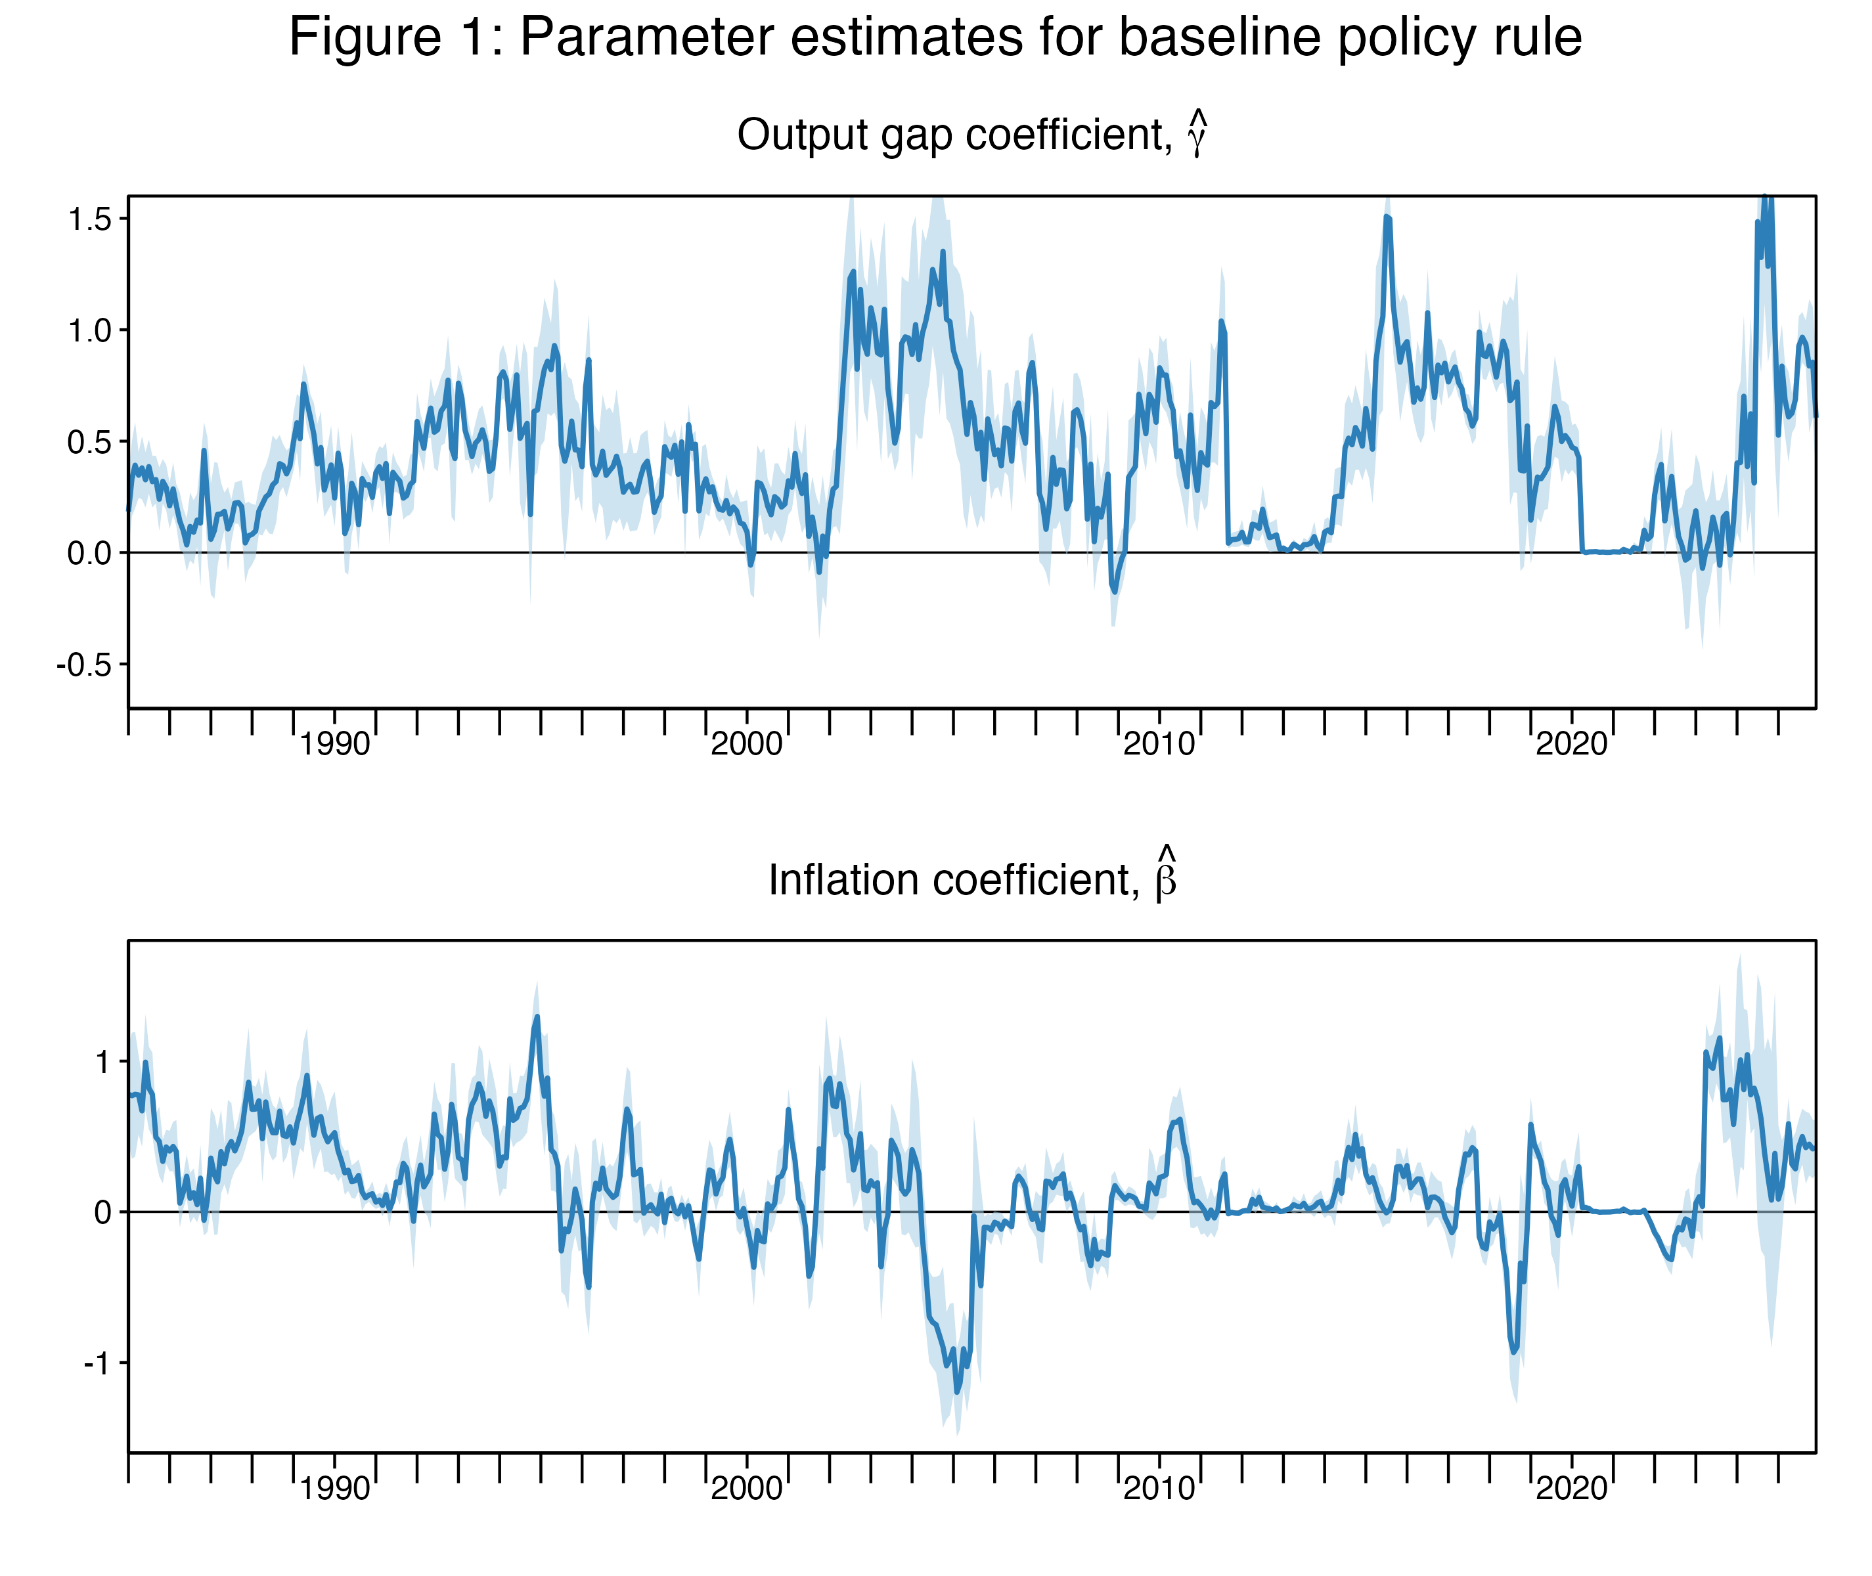 Figure 1: Parameter estimates for baseline policy rule
Output gap coefficient, γ̂
1.5
1.0
0.5
0.0
-0.5
1990 2000 2010 2020
Inflation coefficient, β̂
1
0
-1
1990 2000 2010 2020